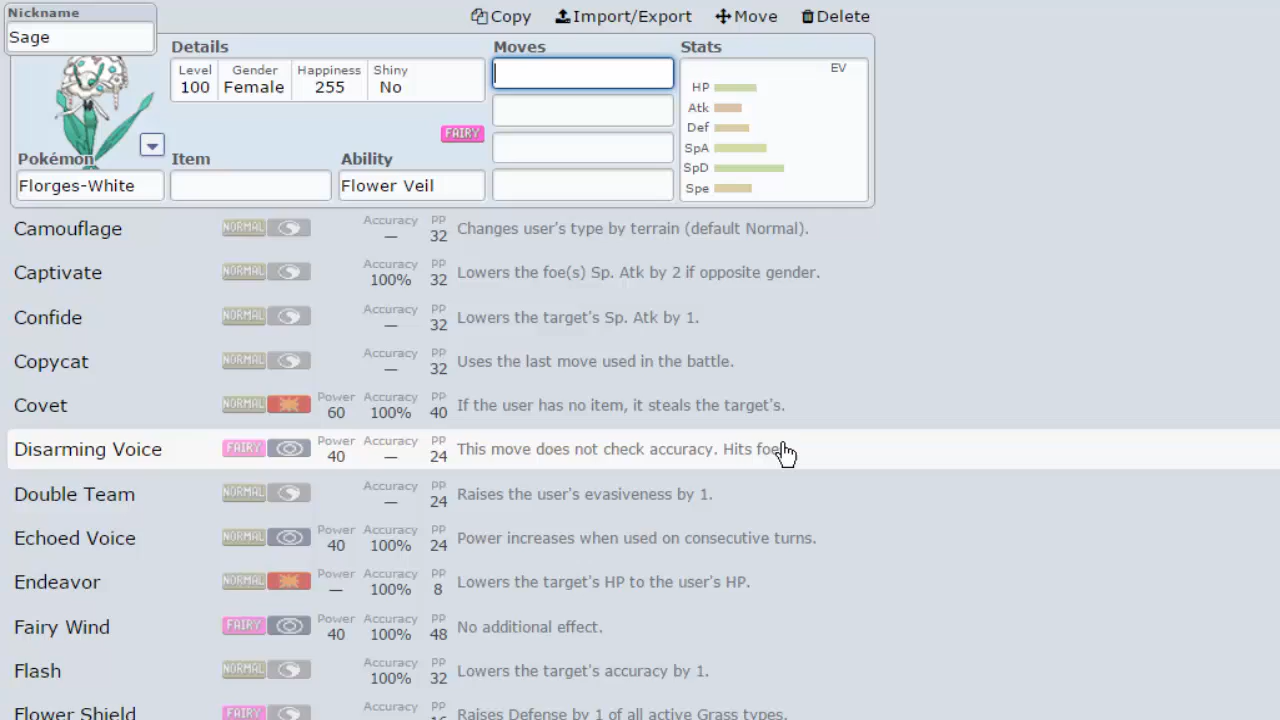 Nickname
Sage
Copy Import/Export Move Delete
Details
Level
100
Gender
Female
Happiness
255
Shiny
No
FAIRY
Pokémon
Florges-White
Item
Ability
Flower Veil
Moves
Stats
EV
HP
Atk
Def
SpA
SpD
Spe
Camouflage NORMAL Accuracy — PP 32 Changes user's type by terrain (default Normal).
Captivate NORMAL Accuracy 100% PP 32 Lowers the foe(s) Sp. Atk by 2 if opposite gender.
Confide NORMAL Accuracy — PP 32 Lowers the target's Sp. Atk by 1.
Copycat NORMAL Accuracy — PP 32 Uses the last move used in the battle.
Covet NORMAL Power 60 Accuracy 100% PP 40 If the user has no item, it steals the target's.
Disarming Voice FAIRY Power 40 Accuracy — PP 24 This move does not check accuracy. Hits
Double Team NORMAL Accuracy — PP 24 Raises the user's evasiveness by 1.
Echoed Voice NORMAL Power 40 Accuracy 100% PP 24 Power increases when used on consecutive turns.
Endeavor NORMAL Power — Accuracy 100% PP 8 Lowers the target's HP to the user's HP.
Fairy Wind FAIRY Power 40 Accuracy 100% PP 48 No additional effect.
Flash NORMAL Accuracy 100% PP 32 Lowers the target's accuracy by 1.
Flower Shield FAIRY Accuracy PP 16 Raises Defense by 1 of all active Grass types.